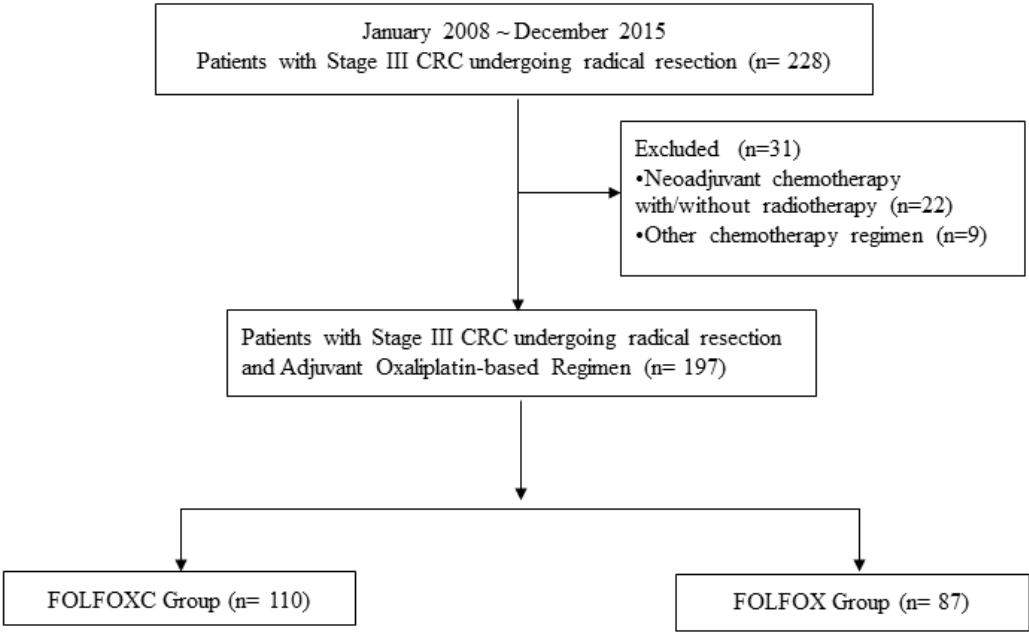 January 2008 ~ December 2015
Patients with Stage III CRC undergoing radical resection (n= 228)
Excluded (n=31)
•Neoadjuvant chemotherapy
with/without radiotherapy (n=22)
•Other chemotherapy regimen (n=9)
Patients with Stage III CRC undergoing radical resection
and Adjuvant Oxaliplatin-based Regimen (n= 197)
FOLFOXC Group (n= 110)
FOLFOX Group (n= 87)